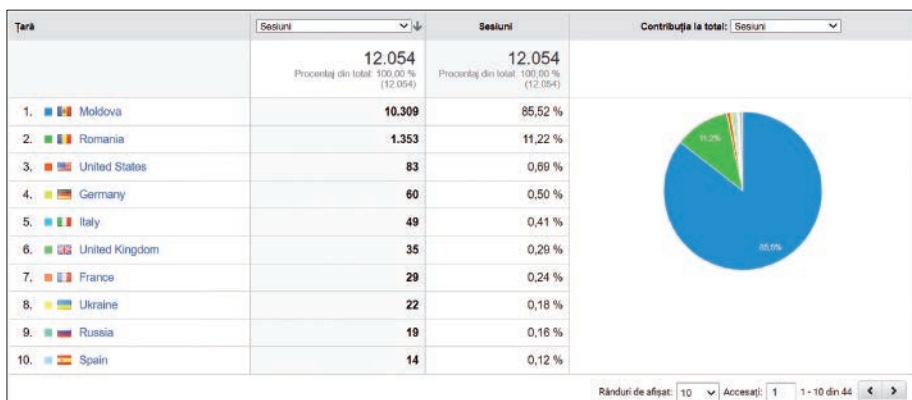 Țară Sesiuni Sesiuni Contribuția la total: Sesiuni
12.054 12.054
Procentaj din total: 100,00 % Procentaj din total: 100,00 %
(12.054) (12.054)
1. Moldova 10.309 85,52 %
2. Romania 1.353 11,22 %
3. United States 83 0,69 %
4. Germany 60 0,50 %
5. Italy 49 0,41 %
6. United Kingdom 35 0,29 %
7. France 29 0,24 %
8. Ukraine 22 0,18 %
9. Russia 19 0,16 %
10. Spain 14 0,12 %
11,2%
85,5%
Rânduri de afișat: 10 Accesați: 1 1 - 10 din 44